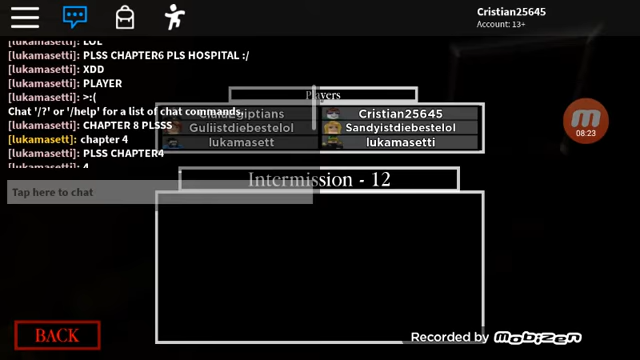 Cristian25645
Account: 13+
[lukamasetti]: LOL
[lukamasetti]: PLSS CHAPTER6 PLS HOSPITAL :/
[lukamasetti]: XDD
[lukamasetti]: PLAYER
[lukamasetti]: >:(
Chat '/?' or '/help' for a list of chat commands.
[lukamasetti]: CHAPTER 8 PLSSS
[lukamasett]: chapter 4
[lukamasetti]: PLSS CHAPTER4
[lukamasetti]: 4
Tap here to chat
Players
Cristian25645
Guliistdiebestelol
Sandyistdiebestelol
lukamasett
lukamasetti
08:23
Intermission - 12
BACK
Recorded by Mobizen